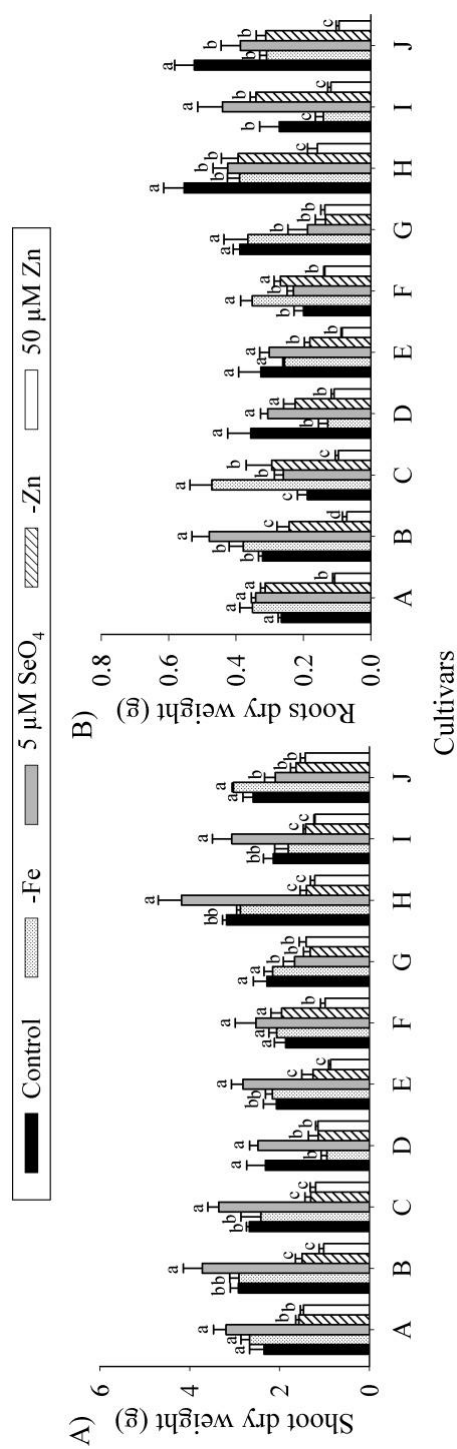 Control -Fe 5 µM SeO₄ -Zn 50 µM Zn
A)
Shoot dry weight (g)
6
4
2
0
a a a b b
b b a c c
b b a c c
a b a b b
b b a c c
a a a a b
a a b b b
b b a c c
b b a c c
a a b b b
A B C D E F G H I J
B)
Roots dry weight (g)
0.8
0.6
0.4
0.2
0.0
a a a a b
b b a c d
c a b b c
a b a a b
a a a b b
b a b a b
a a b b b
a b b b c
b c a b c
a b b b c
A B C D E F G H I J
Cultivars